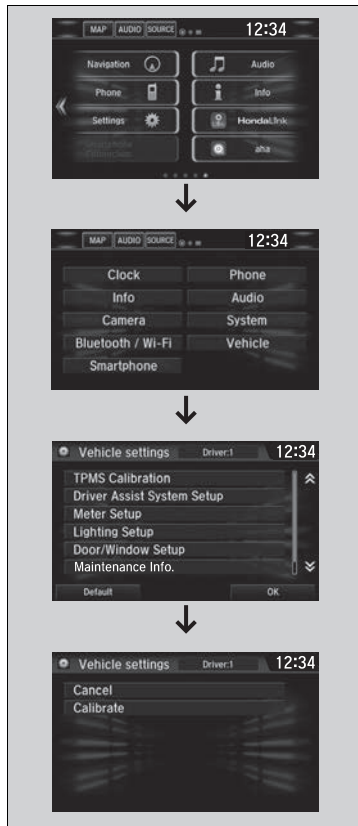 MAP AUDIO SOURCE 12:34
Navigation Audio
Phone Info
Settings HondaLink
Smartphone
Connection aha
MAP AUDIO SOURCE 12:34
Clock Phone
Info Audio
Camera System
Bluetooth / Wi-Fi Vehicle
Smartphone
Vehicle settings Driver:1 12:34
TPMS Calibration
Driver Assist System Setup
Meter Setup
Lighting Setup
Door/Window Setup
Maintenance Info.
Default OK
Vehicle settings Driver:1 12:34
Cancel
Calibrate